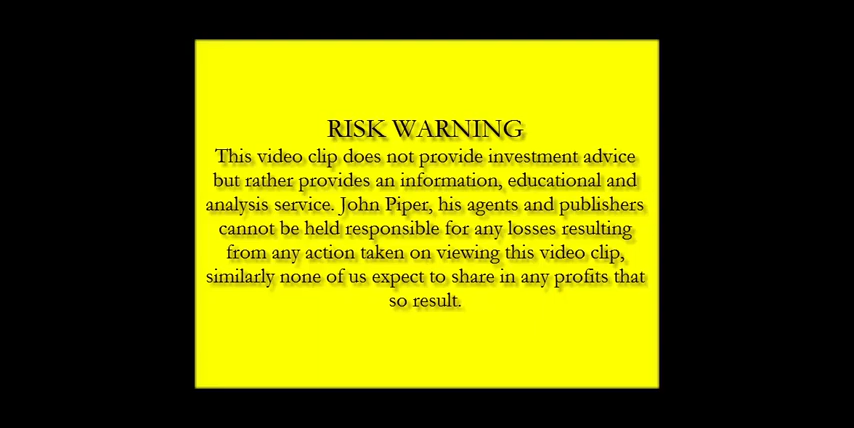 RISK WARNING
This video clip does not provide investment advice
but rather provides an information, educational and
analysis service. John Piper, his agents and publishers
cannot be held responsible for any losses resulting
from any action taken on viewing this video clip,
similarly none of us expect to share in any profits that
so result.